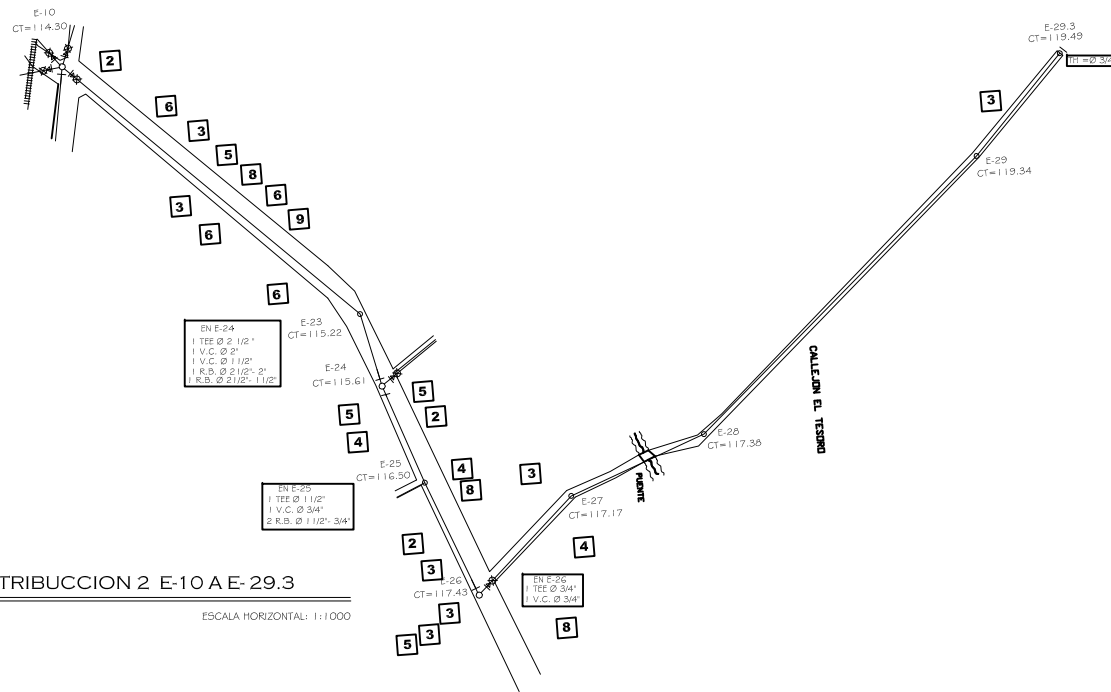 E-10
CT=114.30
E-29.3
CT=119.49
TH =Ø 3/4
2
3
6
3
5
8
6
9
3
6
6
E-29
CT=119.34
E-23
CT=115.22
EN E-24
1 TEE Ø 2 1/2 "
1 V.C. Ø 2"
1 V.C. Ø 1 1/2"
1 R.B. Ø 2 1/2"- 2"
1 R.B. Ø 2 1/2"- 1 1/2"
E-24
CT=115.61
CALLEJON EL TESORO
5
2
5
4
E-28
CT=117.38
E-25
CT=116.50
4
8
3
PUENTE
EN E-25
1 TEE Ø 1 1/2"
1 V.C. Ø 3/4"
2 R.B. Ø 1 1/2"- 3/4"
E-27
CT=117.17
2
4
3
E-26
CT=117.43
EN E-26
1 TEE Ø 3/4"
1 V.C. Ø 3/4"
TRIBUCCION 2 E-10 A E- 29.3
ESCALA HORIZONTAL: 1:1000
3
3
5
8